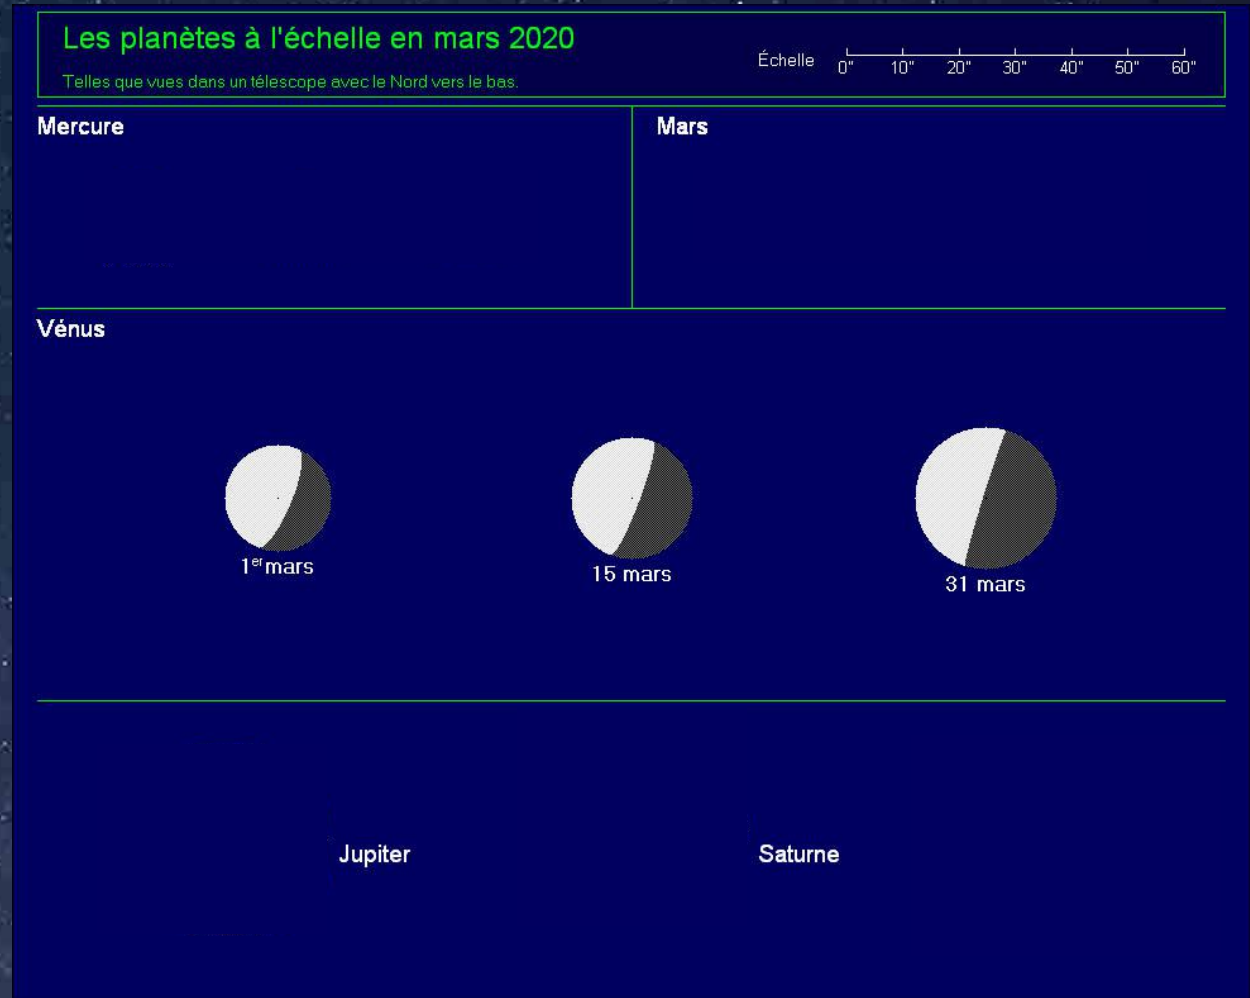 Les planètes à l'échelle en mars 2020
Telles que vues dans un télescope avec le Nord vers le bas.
Échelle 0" 10" 20" 30" 40" 50" 60"
Mercure
Mars
Vénus
1er mars
15 mars
31 mars
Jupiter
Saturne